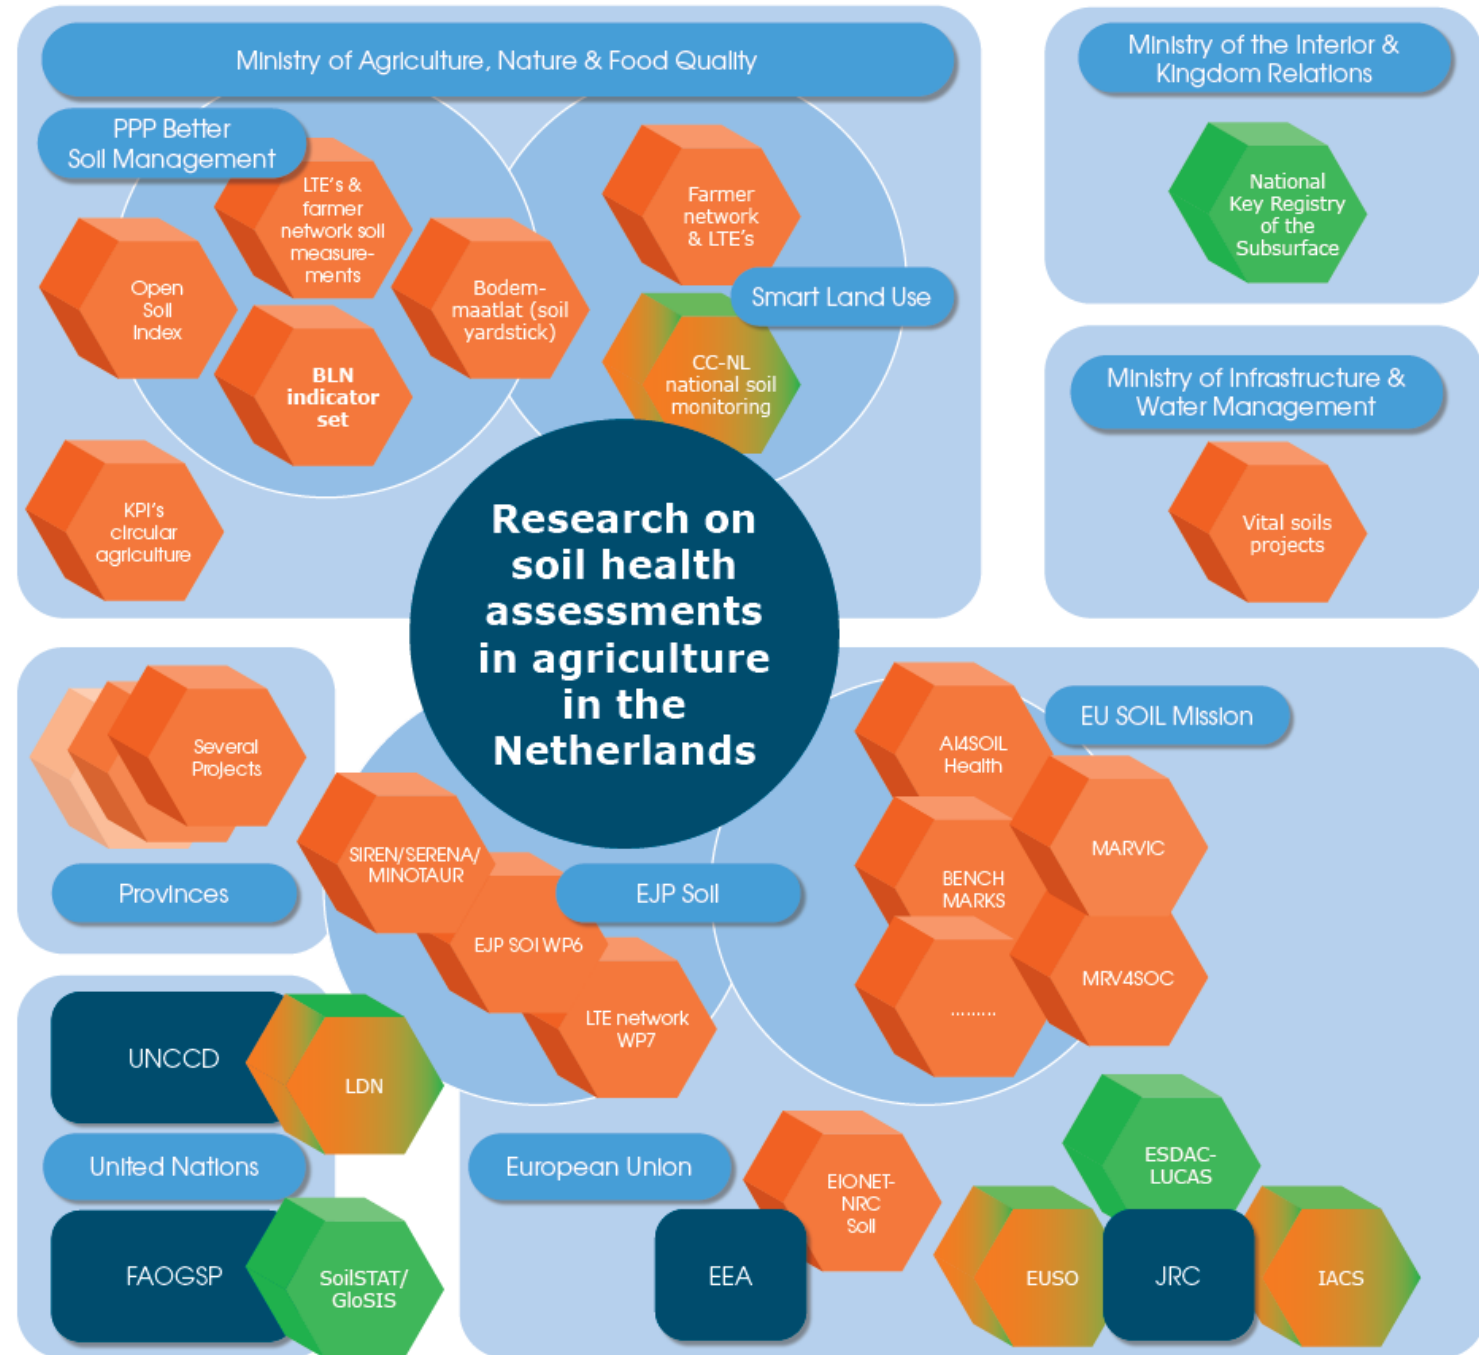 Ministry of Agriculture, Nature & Food Quality
PPP Better
Soil Management
LTE's &
farmer
network soil
measure-
ments
Open
Soil
Index
Bodem-
maatlat (soil
yardstick)
BLN
indicator
set
KPI's
circular
agriculture
Farmer
network
& LTE's
Smart Land Use
CC-NL
national soil
monitoring
Ministry of the Interior &
Kingdom Relations
National
Key Registry
of the
Subsurface
Ministry of Infrastructure &
Water Management
Vital soils
projects
Research on
soil health
assessments
in agriculture
in the
Netherlands
Several
Projects
Provinces
SIREN/SERENA/
MINOTAUR
EJP Soil
EJP SOI WP6
LTE network
WP7
EU SOIL Mission
AI4SOIL
Health
MARVIC
BENCH
MARKS
MRV4SOC
.........
UNCCD
LDN
United Nations
FAOGSP
SoilSTAT/
GloSIS
European Union
EIONET-
NRC
Soil
EEA
ESDAC-
LUCAS
EUSO
JRC
IACS